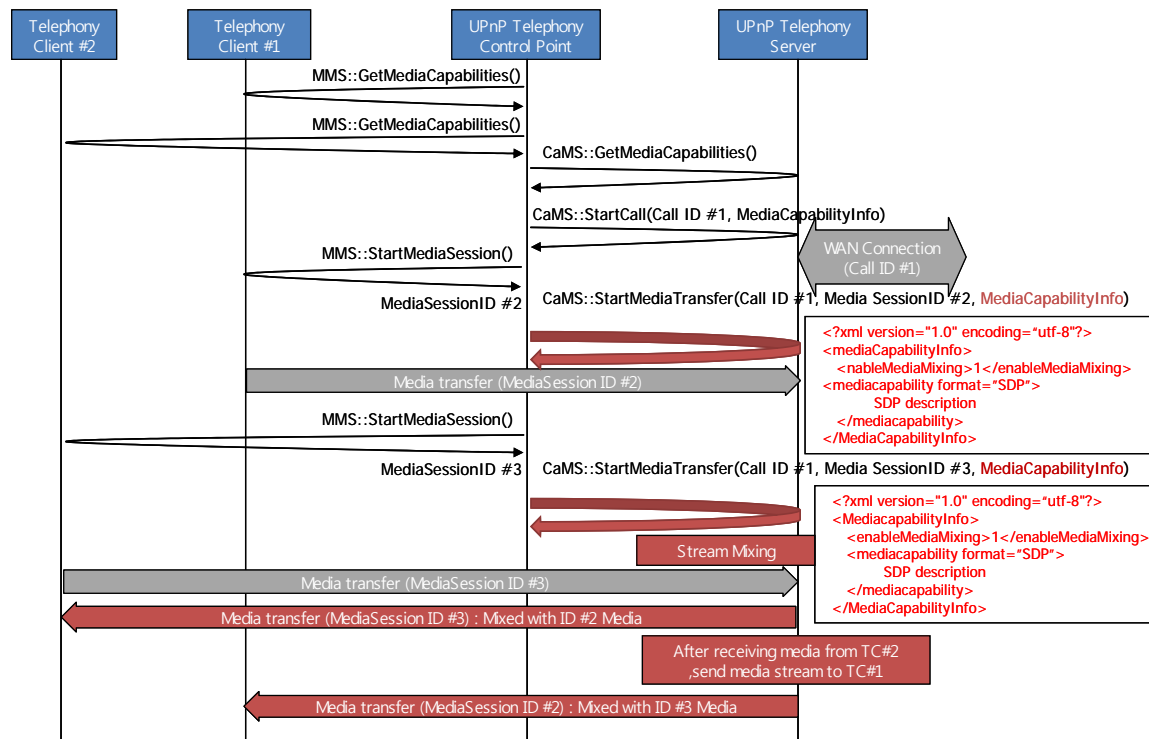 Telephony
Client #2
Telephony
Client #1
UPnP Telephony
Control Point
UPnP Telephony
Server
MMS::GetMediaCapabilities()
MMS::GetMediaCapabilities()
CaMS::GetMediaCapabilities()
CaMS::StartCall(Call ID #1, MediaCapabilityInfo)
WAN Connection
(Call ID #1)
MMS::StartMediaSession()
MediaSessionID #2
CaMS::StartMediaTransfer(Call ID #1, Media SessionID #2, MediaCapabilityInfo)
<?xml version="1.0" encoding="utf-8"?>
<mediaCapabilityInfo>
<nableMediaMixing>1</enableMediaMixing>
<mediacapability format="SDP">
SDP description
</mediacapability>
</MediaCapabilityInfo>
Media transfer (MediaSession ID #2)
MMS::StartMediaSession()
MediaSessionID #3
CaMS::StartMediaTransfer(Call ID #1, Media SessionID #3, MediaCapabilityInfo)
<?xml version="1.0" encoding="utf-8"?>
<MediacapabilityInfo>
<enableMediaMixing>1</enableMediaMixing>
<mediacapability format="SDP">
SDP description
</mediacapability>
</MediaCapabilityInfo>
Stream Mixing
Media transfer (MediaSession ID #3)
Media transfer (MediaSession ID #3) : Mixed with ID #2 Media
After receiving media from TC#2
,send media stream to TC#1
Media transfer (MediaSession ID #2) : Mixed with ID #3 Media